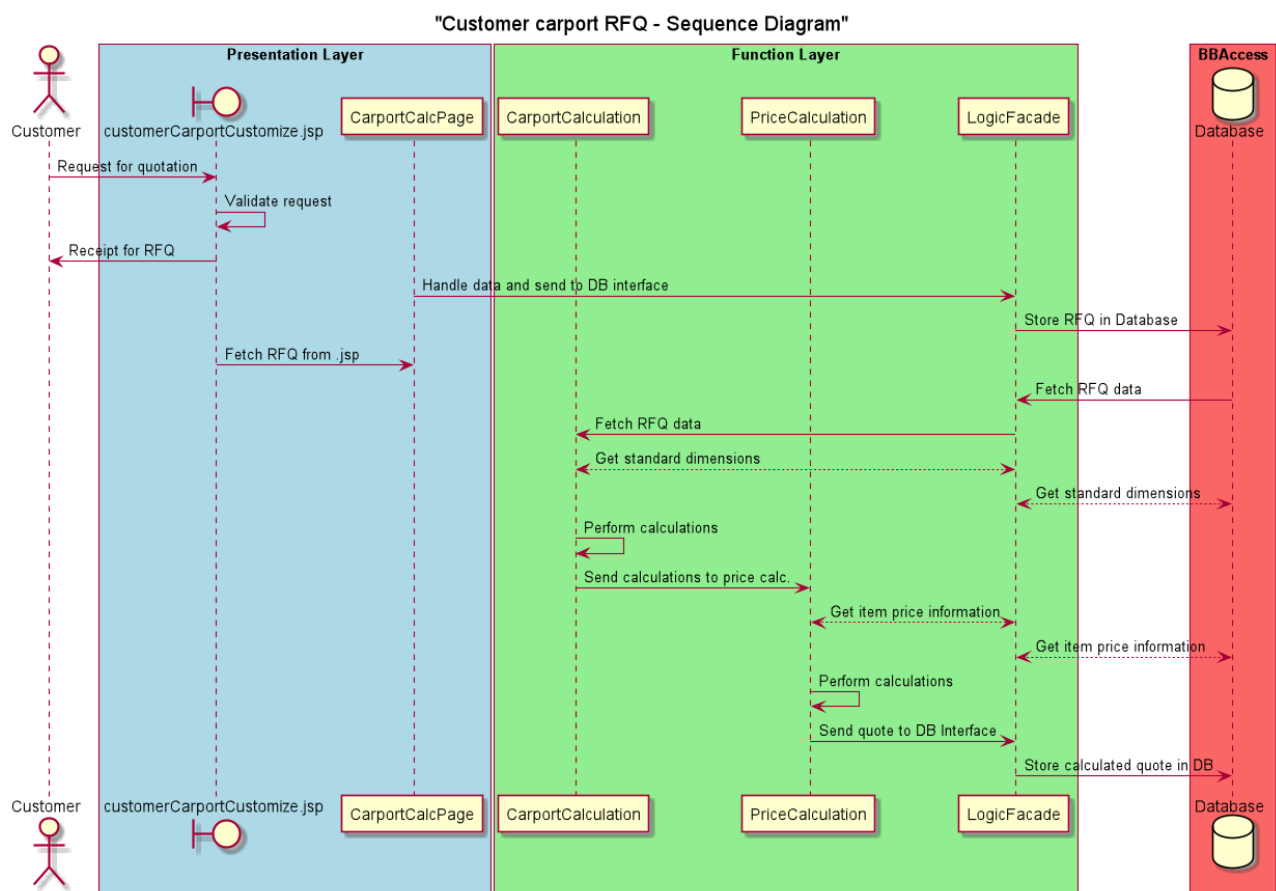 "Customer carport RFQ - Sequence Diagram"
Presentation Layer
Function Layer
BBAccess
Customer
customerCarportCustomize.jsp
CarportCalcPage
CarportCalculation
PriceCalculation
LogicFacade
Database
Request for quotation
Validate request
Receipt for RFQ
Handle data and send to DB interface
Store RFQ in Database
Fetch RFQ from .jsp
Fetch RFQ data
Fetch RFQ data
Get standard dimensions
Get standard dimensions
Perform calculations
Send calculations to price calc.
Get item price information
Get item price information
Perform calculations
Send quote to DB Interface
Store calculated quote in DB
Customer
customerCarportCustomize.jsp
CarportCalcPage
CarportCalculation
PriceCalculation
LogicFacade
Database